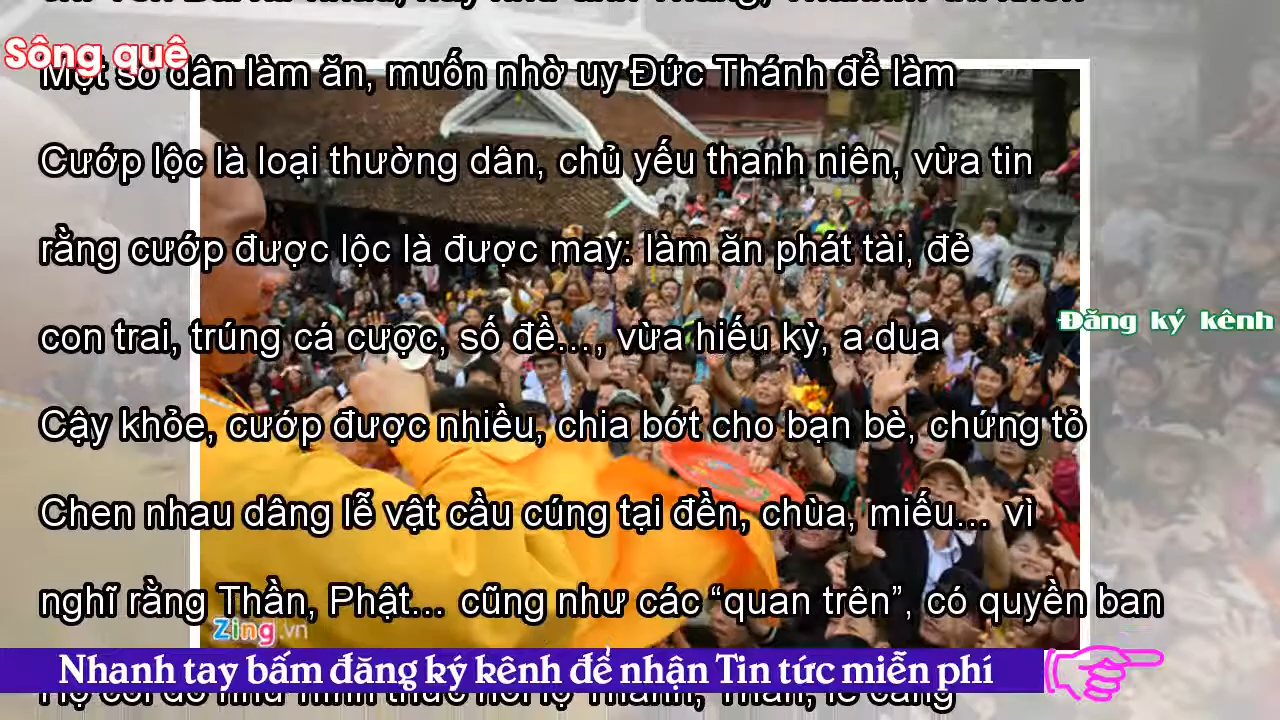 Sông quê
Một số dân làm ăn, muốn nhờ uy Đức Thánh để làm
Cướp lộc là loại thường dân, chủ yếu thanh niên, vừa tin
rằng cướp được lộc là được may: làm ăn phát tài, đẻ
Đăng ký kênh
con trai, trúng cá cược, số đề..., vừa hiếu kỳ, a dua
Cậy khỏe, cướp được nhiều, chia bớt cho bạn bè, chứng tỏ
Chen nhau dâng lễ vật cầu cúng tại đền, chùa, miếu... vì
nghĩ rằng Thần, Phật... cũng như các “quan trên”, có quyền ban
Zing.vn
Nhanh tay bấm đăng ký kênh để nhận Tin tức miễn phí